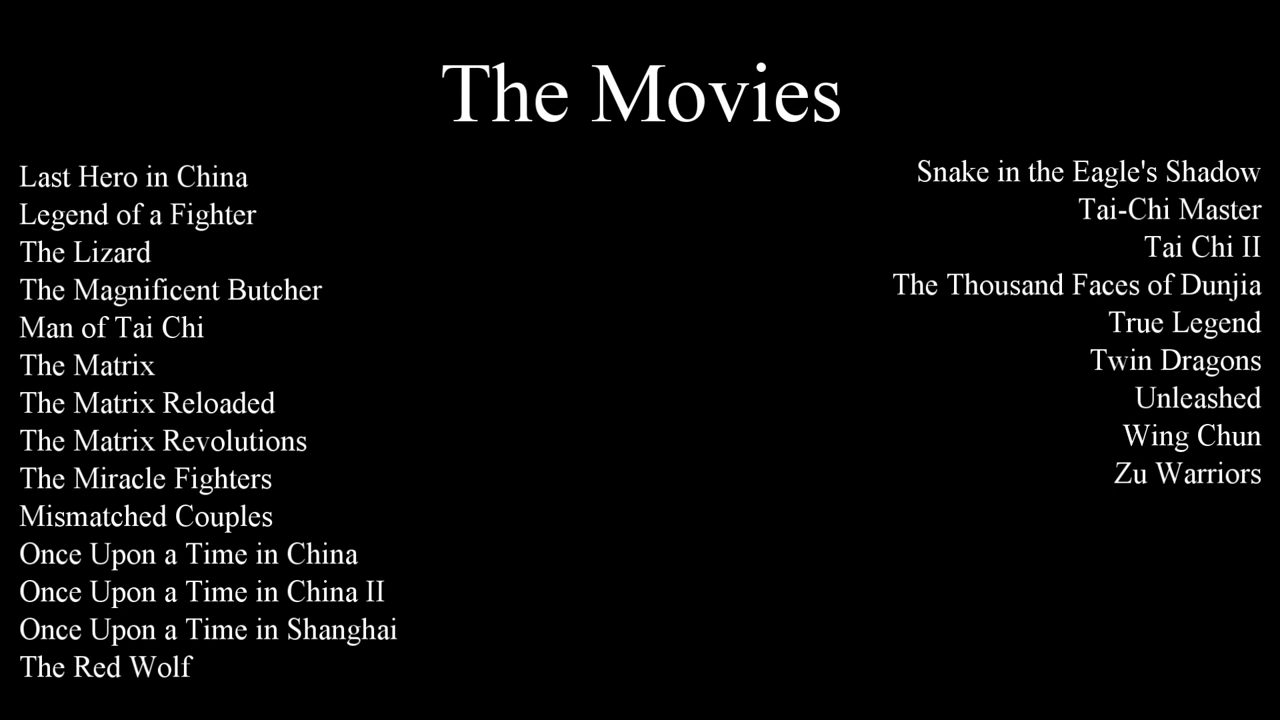 The Movies
Last Hero in China
Legend of a Fighter
The Lizard
The Magnificent Butcher
Man of Tai Chi
The Matrix
The Matrix Reloaded
The Matrix Revolutions
The Miracle Fighters
Mismatched Couples
Once Upon a Time in China
Once Upon a Time in China II
Once Upon a Time in Shanghai
The Red Wolf
Snake in the Eagle's Shadow
Tai-Chi Master
Tai Chi II
The Thousand Faces of Dunjia
True Legend
Twin Dragons
Unleashed
Wing Chun
Zu Warriors